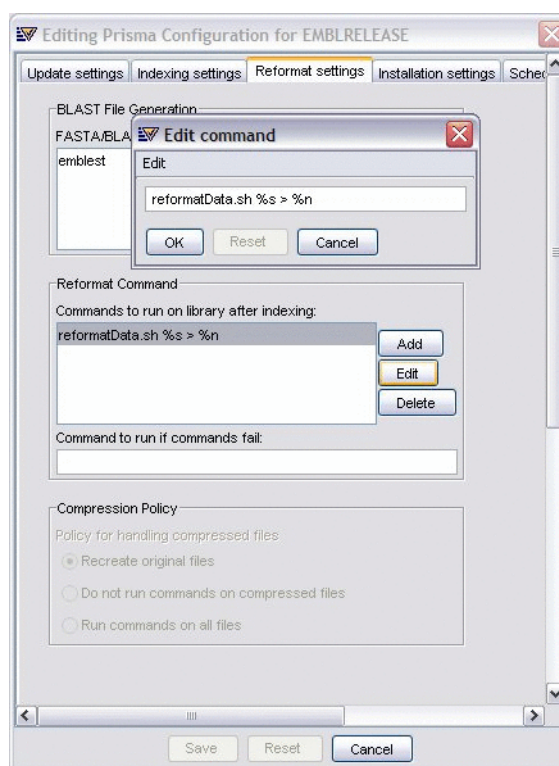 Editing Prisma Configuration for EMBLRELEASE
Update settings Indexing settings Reformat settings Installation settings
BLAST File Generation
FASTA/BLA
emblest
Edit command
Edit
reformatData.sh %s > %n
OK Reset Cancel
Reformat Command
Commands to run on library after indexing:
reformatData.sh %s > %n
Add
Edit
Delete
Command to run if commands fail:
Compression Policy
Policy for handling compressed files
Recreate original files
Do not run commands on compressed files
Run commands on all files
Save Reset Cancel